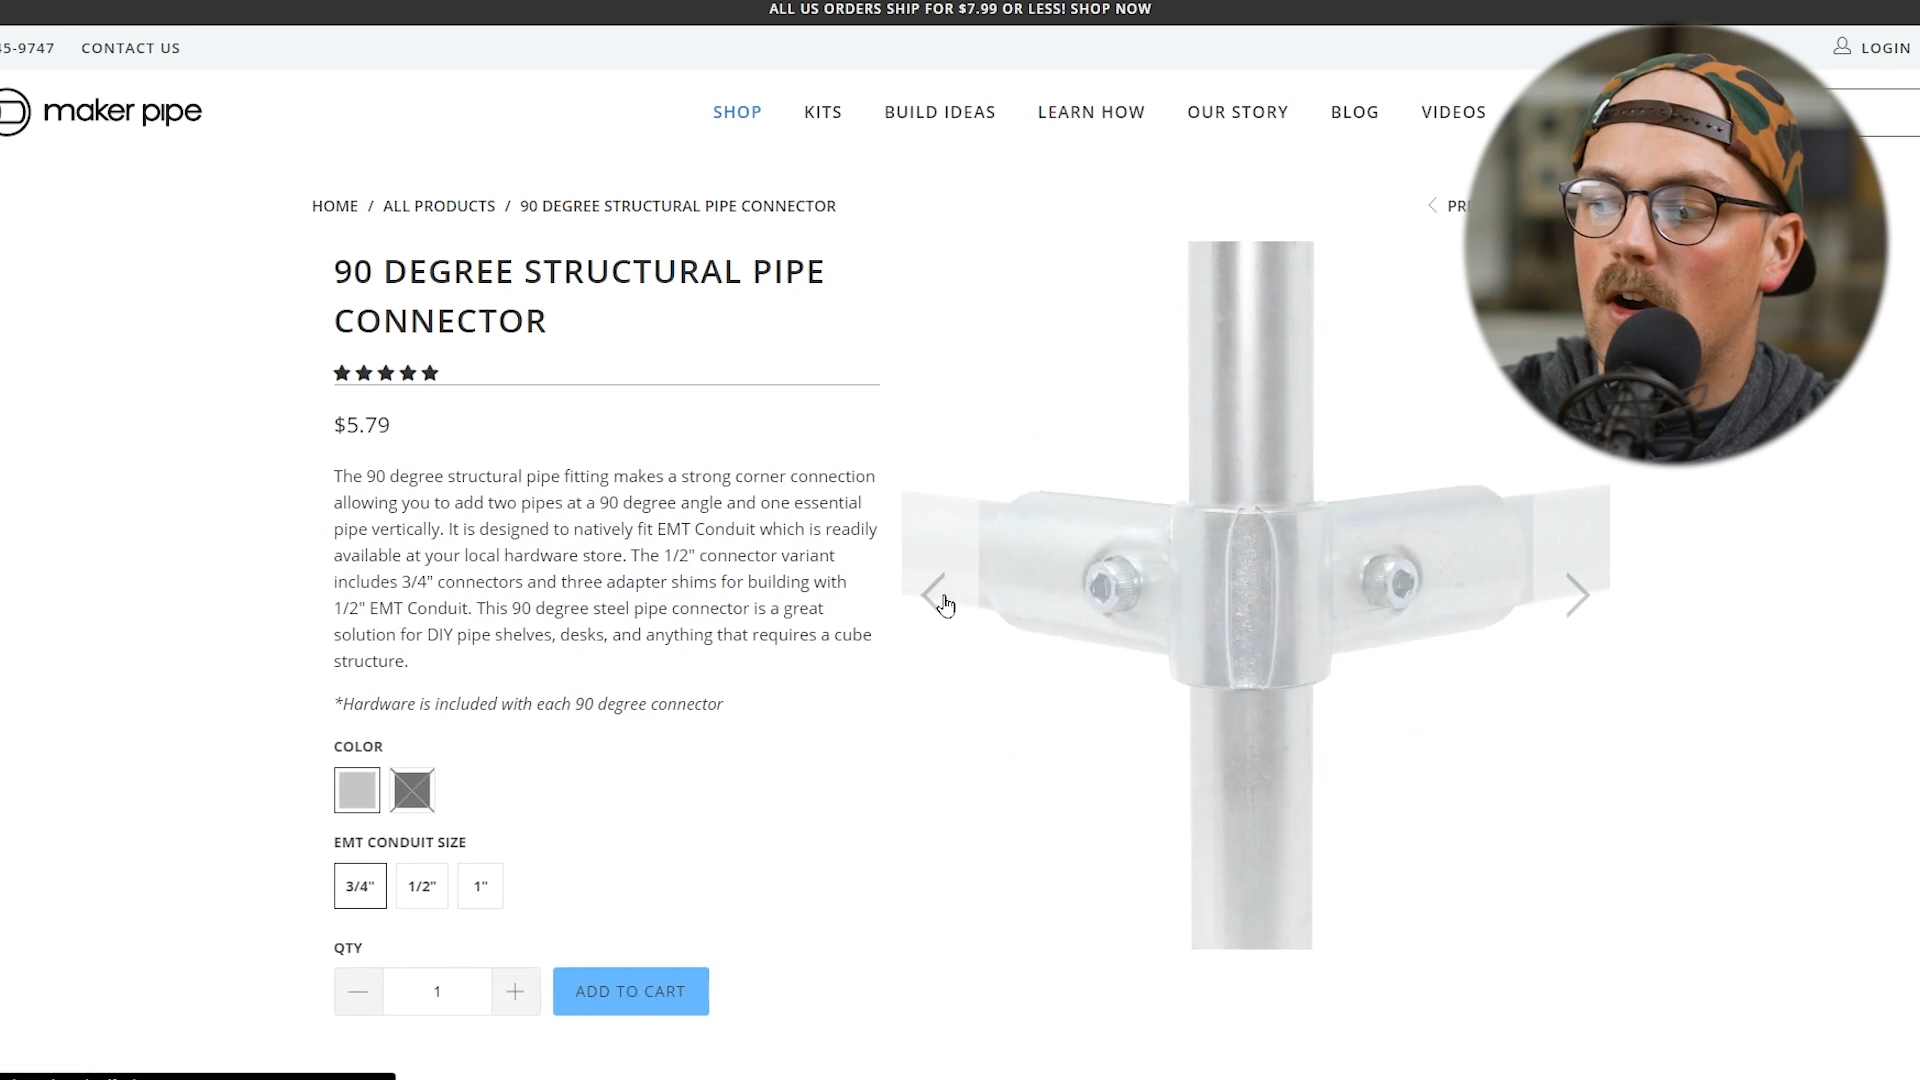 ALL US ORDERS SHIP FOR $7.99 OR LESS! SHOP NOW
45-9747
CONTACT US
LOGIN
maker pipe
SHOP
KITS
BUILD IDEAS
LEARN HOW
OUR STORY
BLOG
VIDEOS
HOME / ALL PRODUCTS / 90 DEGREE STRUCTURAL PIPE CONNECTOR
90 DEGREE STRUCTURAL PIPE
CONNECTOR
$5.79
The 90 degree structural pipe fitting makes a strong corner connection
allowing you to add two pipes at a 90 degree angle and one essential
pipe vertically. It is designed to natively fit EMT Conduit which is readily
available at your local hardware store. The 1/2" connector variant
includes 3/4" connectors and three adapter shims for building with
1/2" EMT Conduit. This 90 degree steel pipe connector is a great
solution for DIY pipe shelves, desks, and anything that requires a cube
structure.
*Hardware is included with each 90 degree connector
COLOR
EMT CONDUIT SIZE
3/4"
1/2"
1"
QTY
1
ADD TO CART